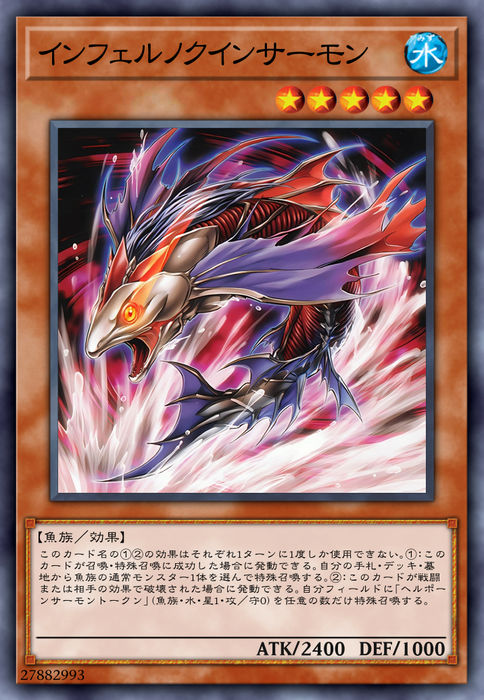 インフェルノクインサーモン
みず
水
【魚族／効果】
このカード名の①②の効果はそれぞれ1ターンに1度しか使用できない。①：この
カードが召喚・特殊召喚に成功した場合に発動できる。自分の手札・デッキ・墓
地から魚族の通常モンスター1体を選んで特殊召喚する。②：このカードが戦闘
または相手の効果で破壊された場合に発動できる。自分フィールドに「ヘルポーン
サーモントークン」（魚族・水・星1・攻／守0）を任意の数だけ特殊召喚する。
ATK/2400 DEF/1000
27882993